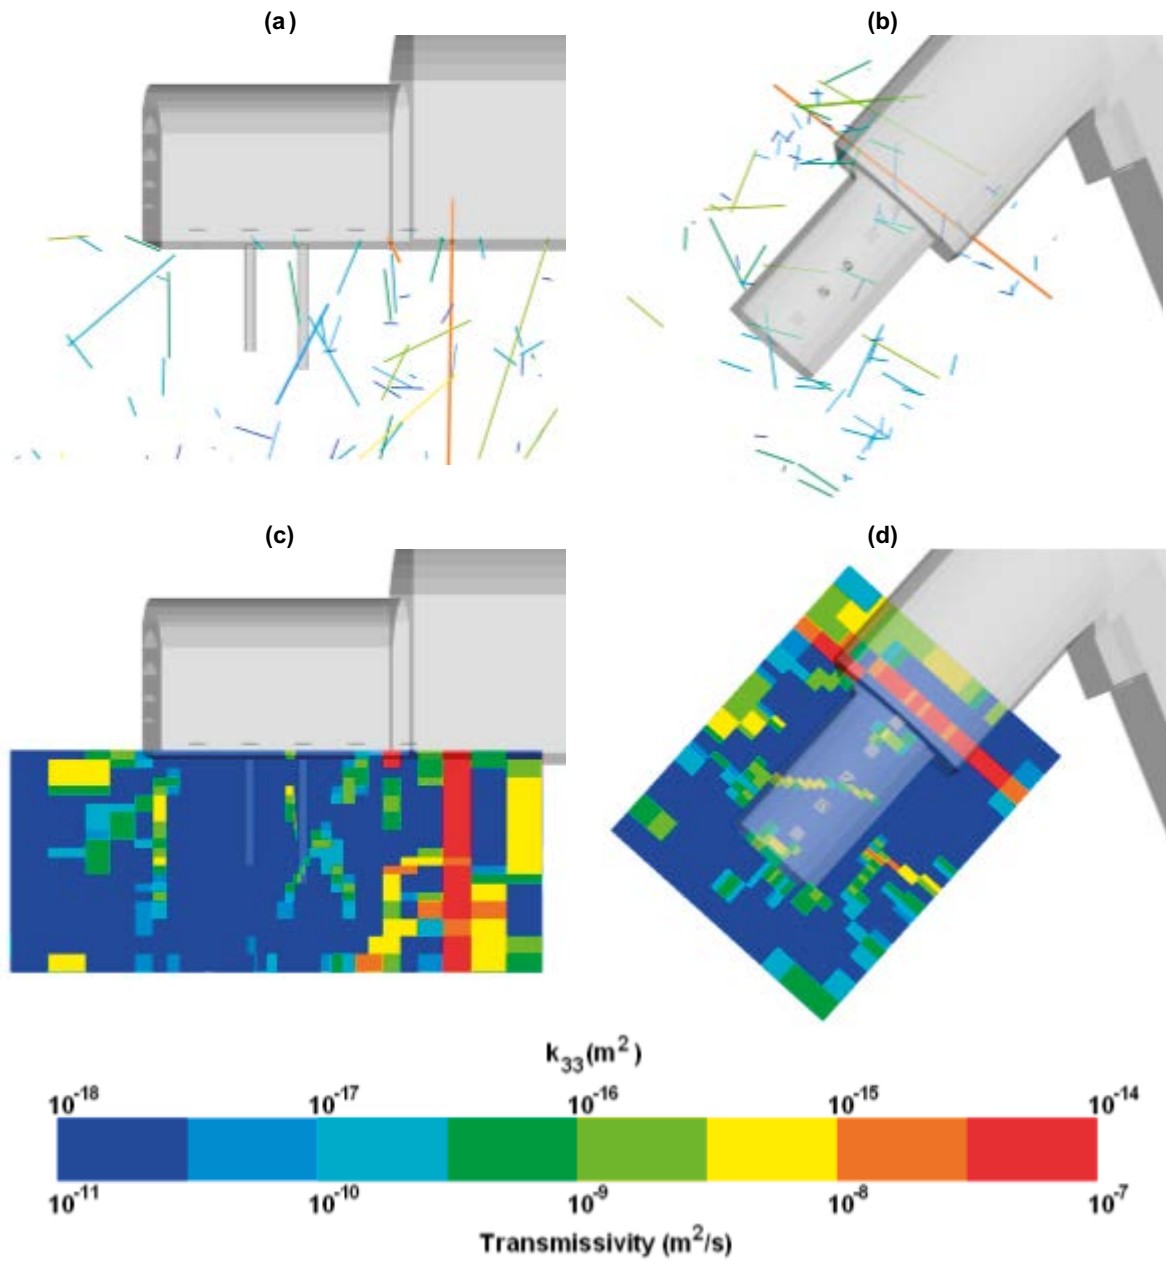 (a) (b)
(c) (d)
k₃₃(m²)
10⁻¹⁸ 10⁻¹⁷ 10⁻¹⁶ 10⁻¹⁵ 10⁻¹⁴
10⁻¹¹ 10⁻¹⁰ 10⁻⁹ 10⁻⁸ 10⁻⁷
Transmissivity (m²/s)